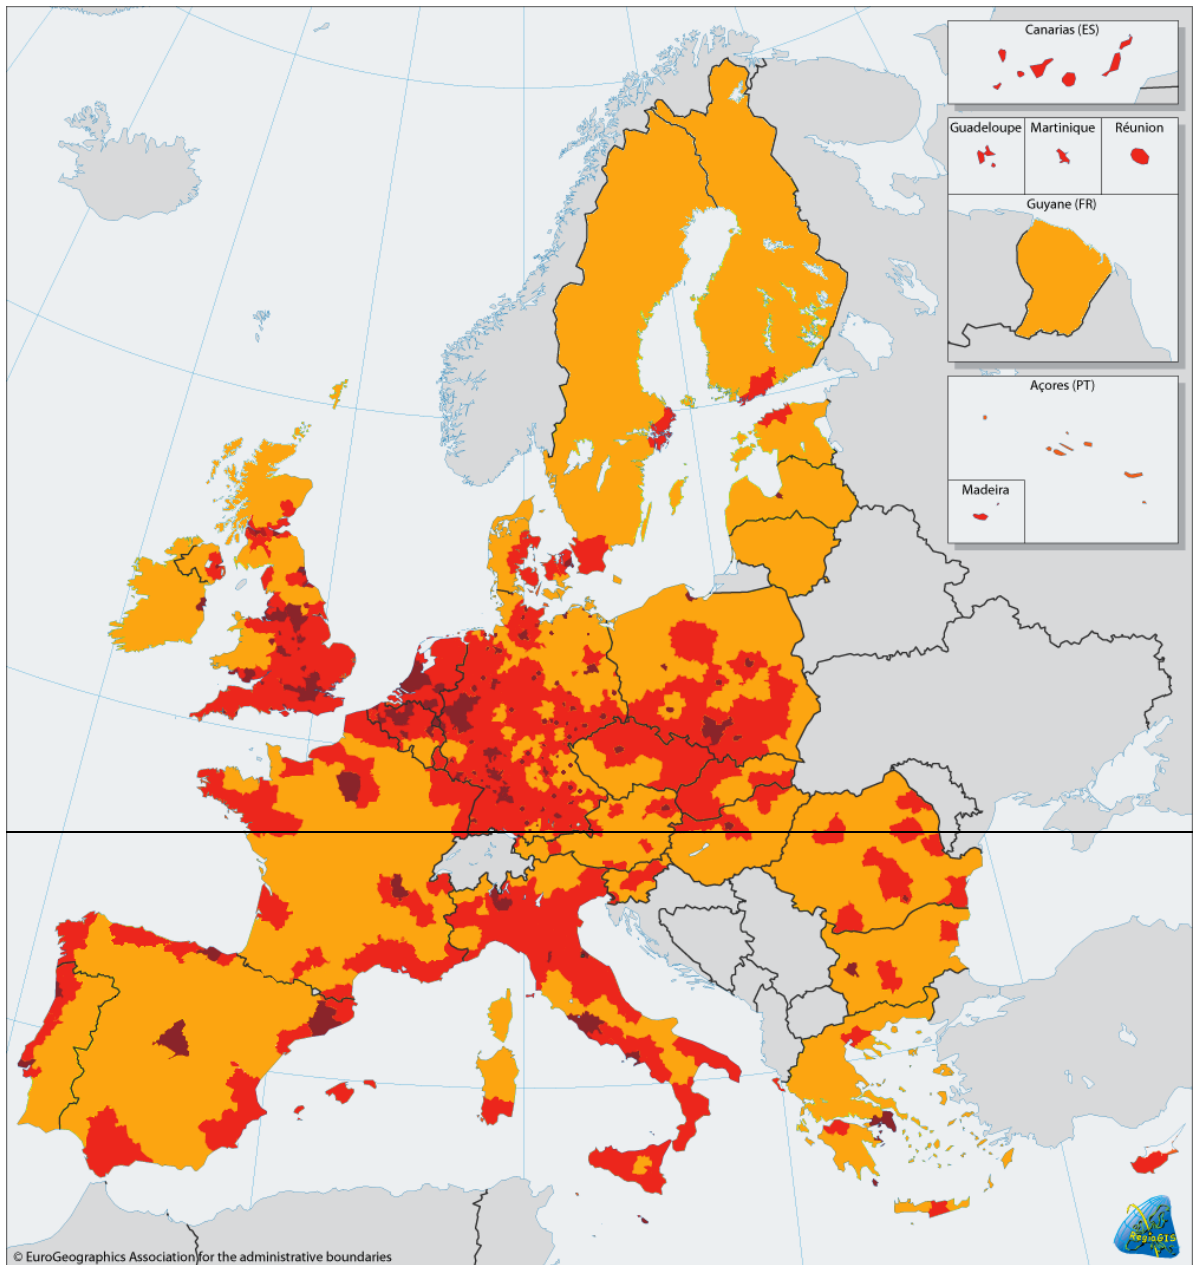 Canarias (ES)
Guadeloupe
Martinique
Réunion
Guyane (FR)
Açores (PT)
Madeira
RegioGIS
© EuroGeographics Association for the administrative boundaries